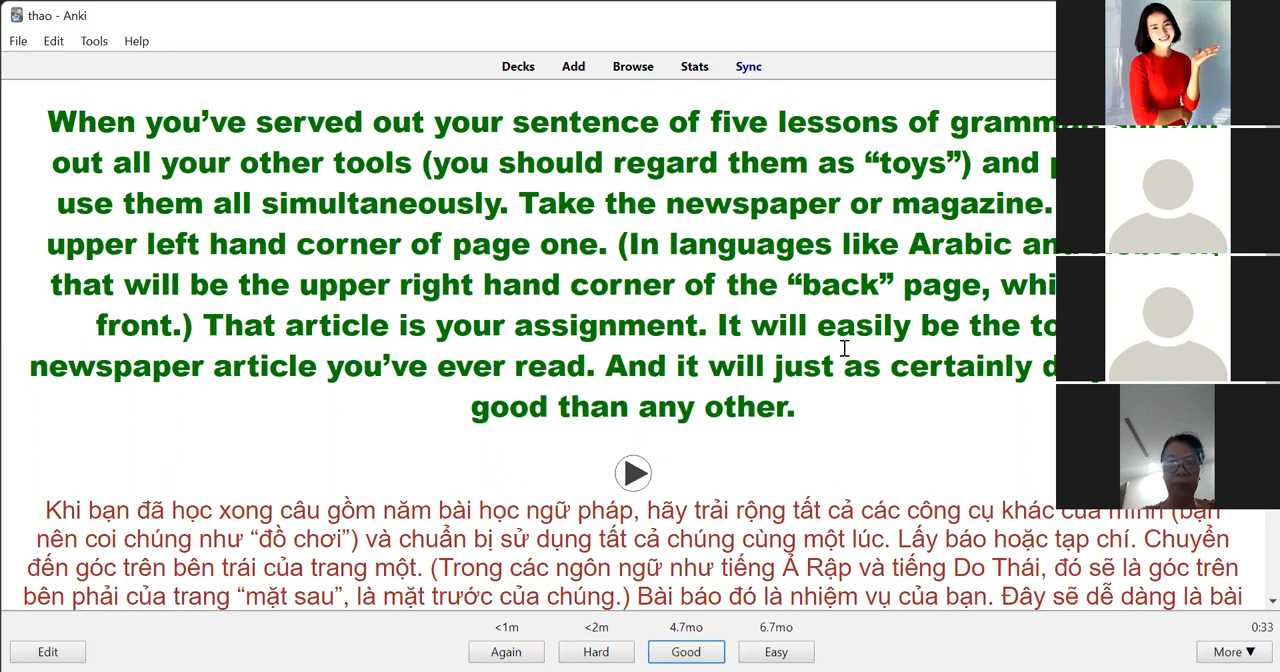 thao - Anki
File Edit Tools Help
Decks Add Browse Stats Sync
When you’ve served out your sentence of five lessons of
out all your other tools (you should regard them as “toys”) and
use them all simultaneously. Take the newspaper or magazine.
upper left hand corner of page one. (In languages like Arabic
that will be the upper right hand corner of the “back” page,
front.) That article is your assignment. It will easily be the
newspaper article you’ve ever read. And it will just as certainly
good than any other.
Khi bạn đã học xong câu gồm năm bài học ngữ pháp, hãy trải rộng tất cả các công cụ khác của mình (bạn
nên coi chúng như “đồ chơi”) và chuẩn bị sử dụng tất cả chúng cùng một lúc. Lấy báo hoặc tạp chí. Chuyển
đến góc trên bên trái của trang một. (Trong các ngôn ngữ như tiếng Ả Rập và tiếng Do Thái, đó sẽ là góc trên
bên phải của trang “mặt sau”, là mặt trước của chúng.) Bài báo đó là nhiệm vụ của bạn. Đây sẽ dễ dàng là bài
<1m <2m 4.7mo 6.7mo 0:33
Edit Again Hard Good Easy More ▼